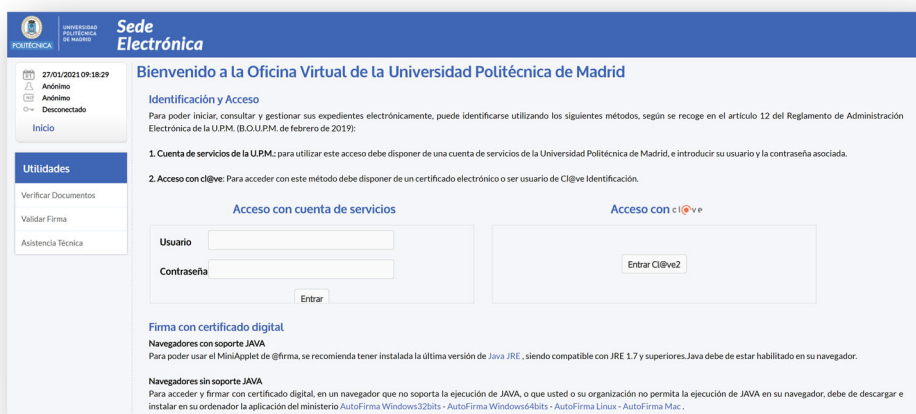 UNIVERSIDAD
POLITÉCNICA
DE MADRID
POLITÉCNICA
Sede
Electrónica
27/01/2021 09:18:29
Anónimo
Anónimo
Desconectado
Inicio
Utilidades
Verificar Documentos
Validar Firma
Asistencia Técnica
Bienvenido a la Oficina Virtual de la Universidad Politécnica de Madrid
Identificación y Acceso
Para poder iniciar, consultar y gestionar sus expedientes electrónicamente, puede identificarse utilizando los siguientes métodos, según se recoge en el artículo 12 del Reglamento de Administración
Electrónica de la U.P.M. (B.O.U.P.M. de febrero de 2019):
1. Cuenta de servicios de la U.P.M.: para utilizar este acceso debe disponer de una cuenta de servicios de la Universidad Politécnica de Madrid, e introducir su usuario y la contraseña asociada.
2. Acceso con cl@ve: Para acceder con este método debe disponer de un certificado electrónico o ser usuario de Cl@ve Identificación.
Acceso con cuenta de servicios
Usuario
Contraseña
Entrar
Acceso con cl@ve
Entrar Cl@ve2
Firma con certificado digital
Navegadores con soporte JAVA
Para poder usar el MiniApplet de @firma, se recomienda tener instalada la última versión de Java JRE , siendo compatible con JRE 1.7 y superiores.Java debe de estar habilitado en su navegador.
Navegadores sin soporte JAVA
Para acceder y firmar con certificado digital, en un navegador que no soporta la ejecución de JAVA, o que usted o su organización no permita la ejecución de JAVA en su navegador, debe de descargar e
instalar en su ordenador la aplicación del ministerio AutoFirma Windows32bits - AutoFirma Windows64bits - AutoFirma Linux - AutoFirma Mac .